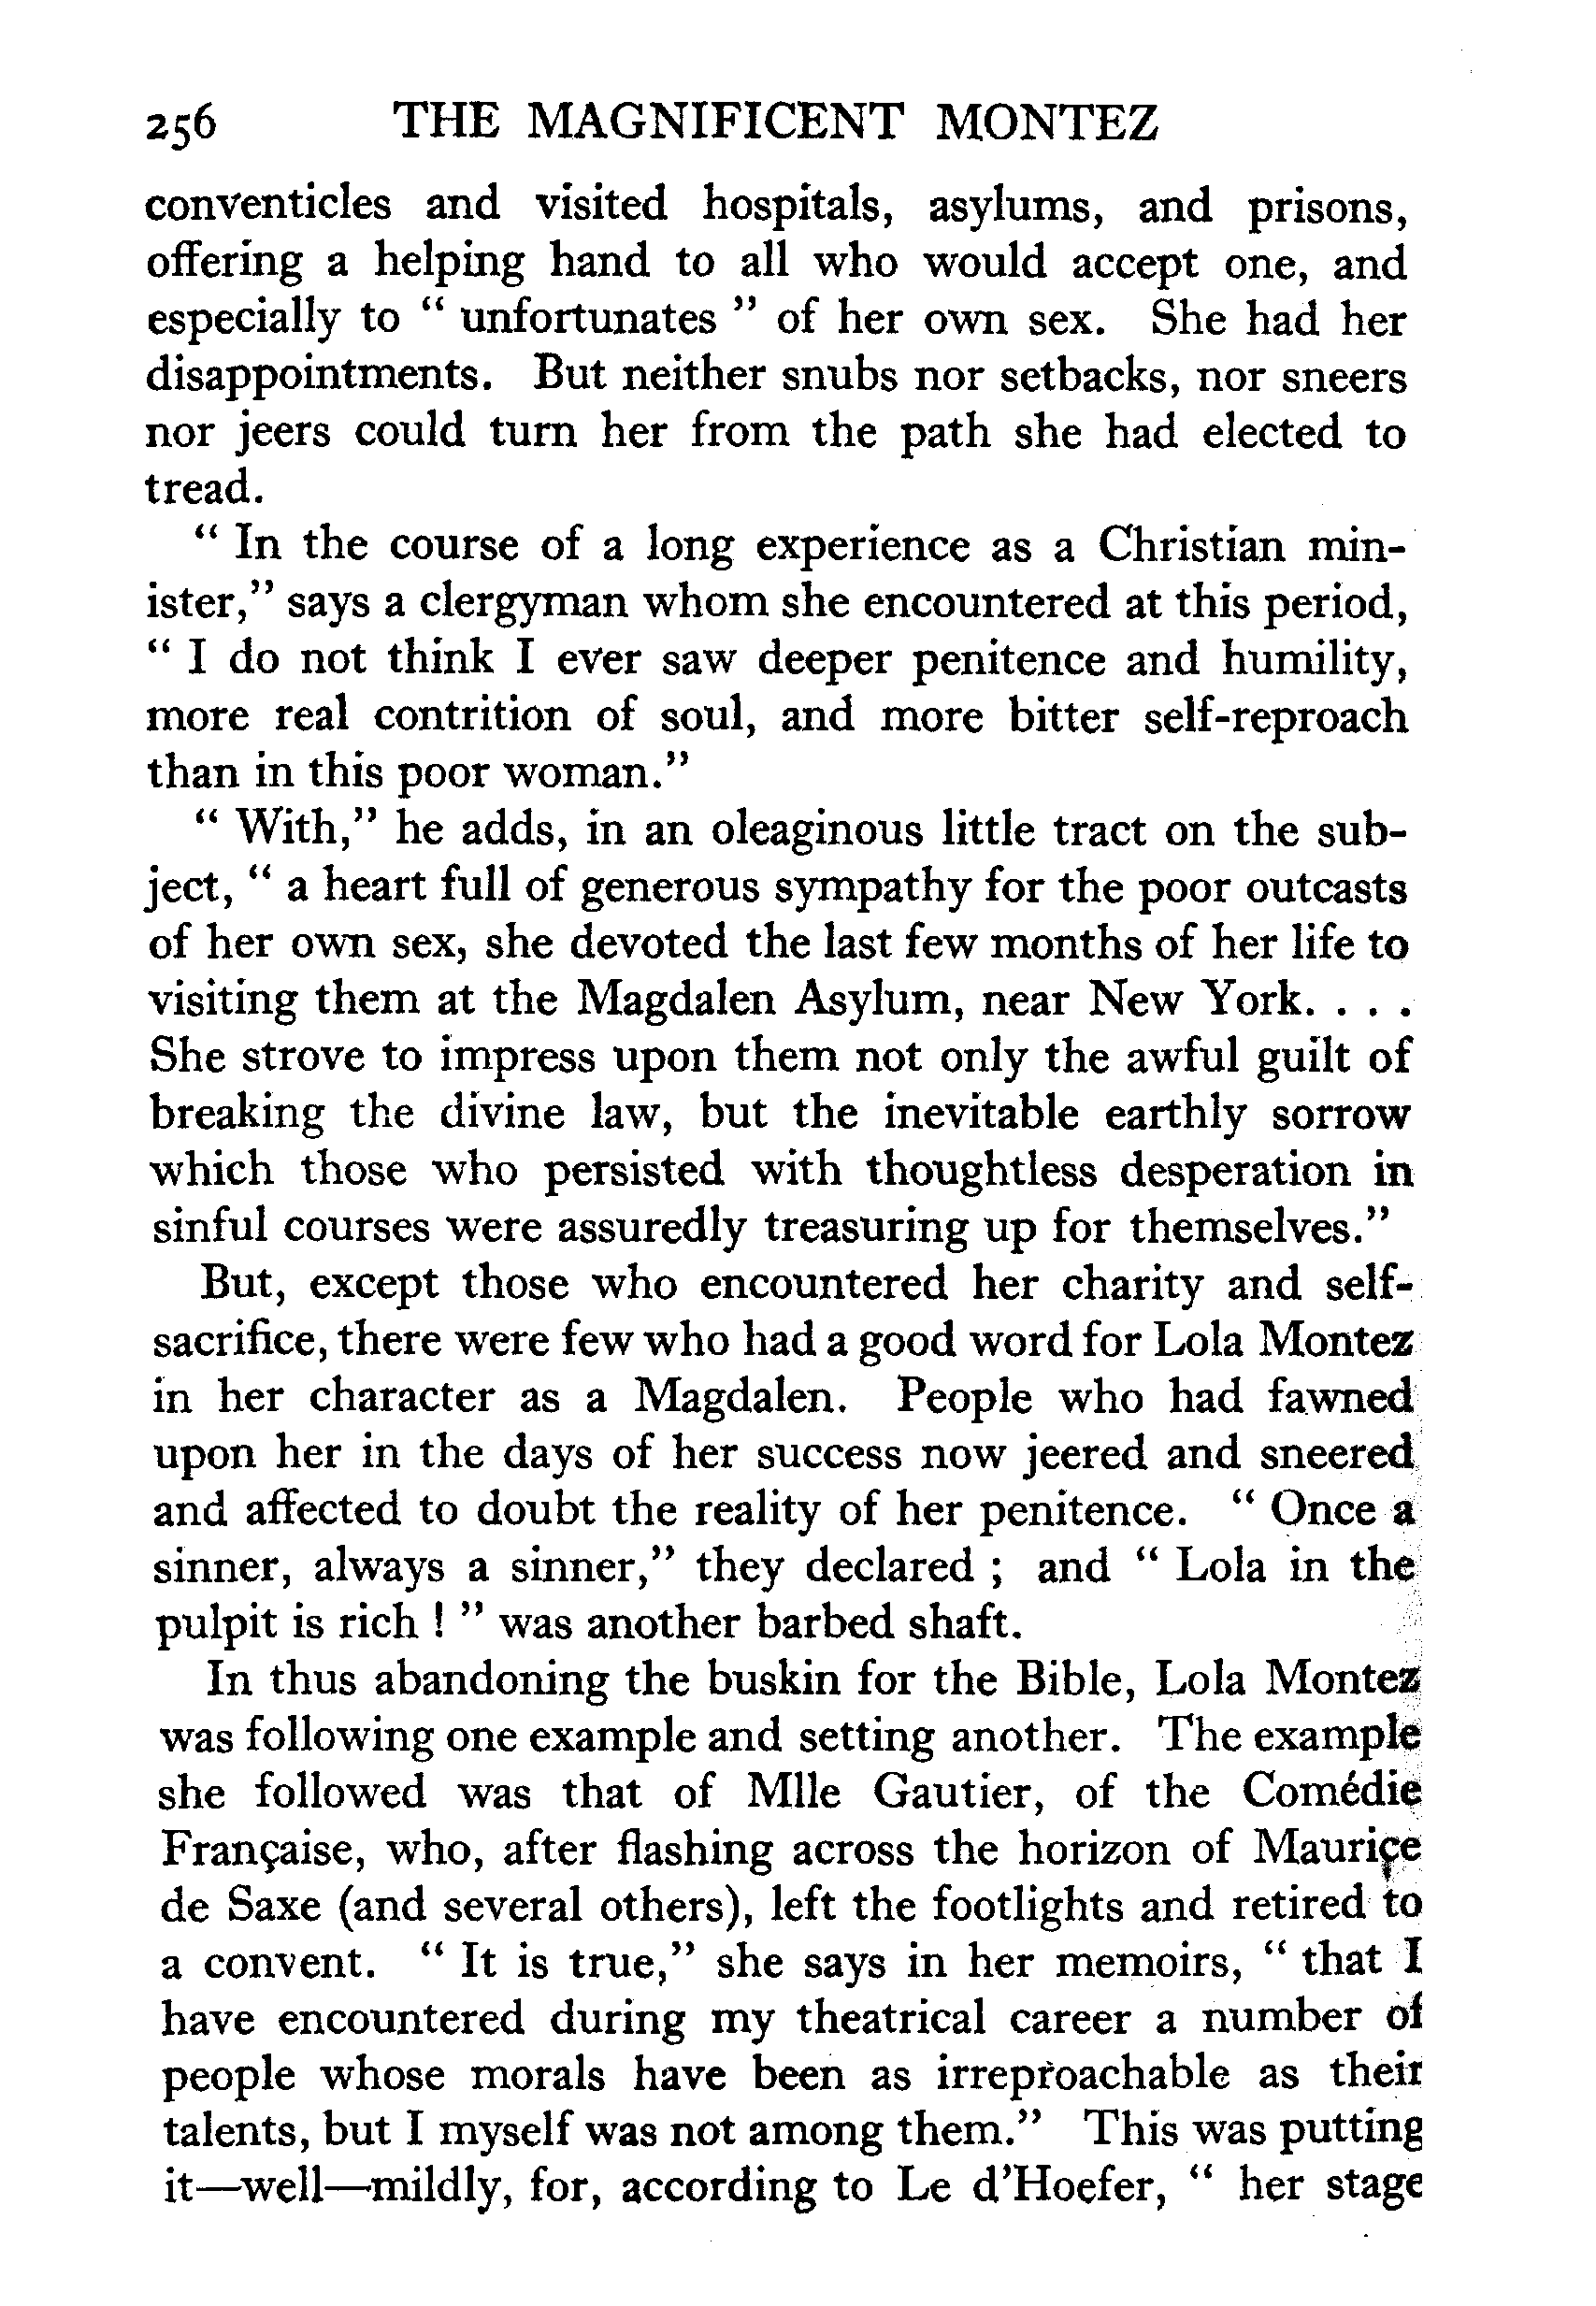 256 THE MAGNIFICENT MONTEZ
conventicles and visited hospitals, asylums, and prisons,
offering a helping hand to all who would accept one, and
especially to " unfortunates " of her own sex. She had her
disappointments. But neither snubs nor setbacks, nor sneers
nor jeers could turn her from the path she had elected to
tread.
" In the course of a long experience as a Christian min-
ister," says a clergyman whom she encountered at this period,
" I do not think I ever saw deeper penitence and humility,
more real contrition of soul, and more bitter self-reproach
than in this poor woman."
" With," he adds, in an oleaginous little tract on the sub-
ject, " a heart full of generous sympathy for the poor outcasts
of her own sex, she devoted the last few months of her life to
visiting them at the Magdalen Asylum, near New York. . . .
She strove to impress upon them not only the awful guilt of
breaking the divine law, but the inevitable earthly sorrow
which those who persisted with thoughtless desperation in
sinful courses were assuredly treasuring up for themselves."
But, except those who encountered her charity and self-
sacrifice, there were few who had a good word for Lola Montez
in her character as a Magdalen. People who had fawned
upon her in the days of her success now jeered and sneered
and affected to doubt the reality of her penitence. " Once a
sinner, always a sinner," they declared ; and " Lola in the
pulpit is rich ! " was another barbed shaft.
In thus abandoning the buskin for the Bible, Lola Montez
was following one example and setting another. The example
she followed was that of Mlle Gautier, of the Comédie
Française, who, after flashing across the horizon of Maurice
de Saxe (and several others), left the footlights and retired to
a convent. " It is true," she says in her memoirs, " that I
have encountered during my theatrical career a number of
people whose morals have been as irreproachable as their
talents, but I myself was not among them." This was putting
it—well—mildly, for, according to Le d'Hoefer, " her stage